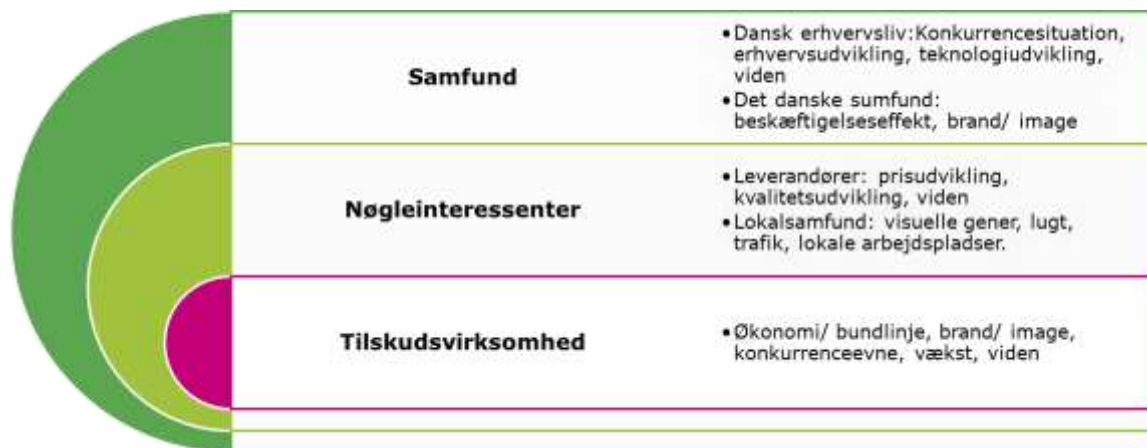 Samfund
•Dansk erhvervsliv:Konkurrencesituation,
erhvervsudvikling, teknologiudvikling,
viden
•Det danske sumfund:
beskæftigelseseffekt, brand/ image
Nøgleinteressenter
•Leverandører: prisudvikling,
kvalitetsudvikling, viden
•Lokalsamfund: visuelle gener, lugt,
trafik, lokale arbejdspladser.
Tilskudsvirksomhed
•Økonomi/ bundlinje, brand/ image,
konkurrenceevne, vækst, viden